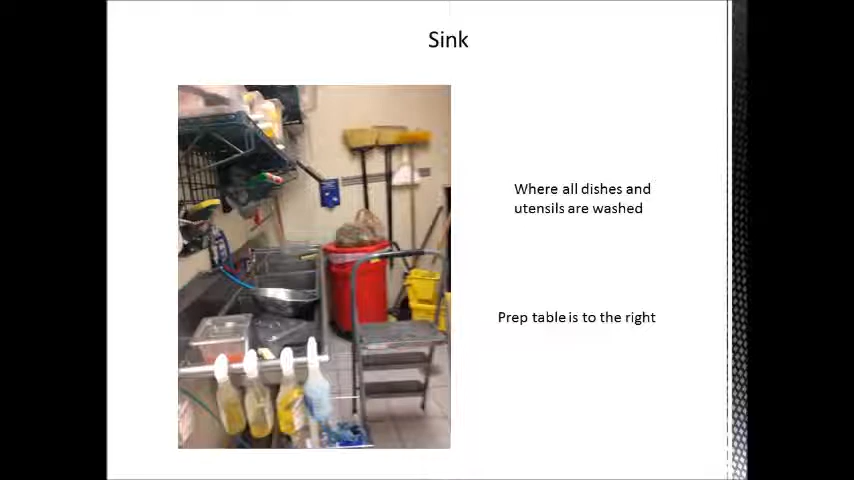 Sink
Where all dishes and
utensils are washed
Prep table is to the right